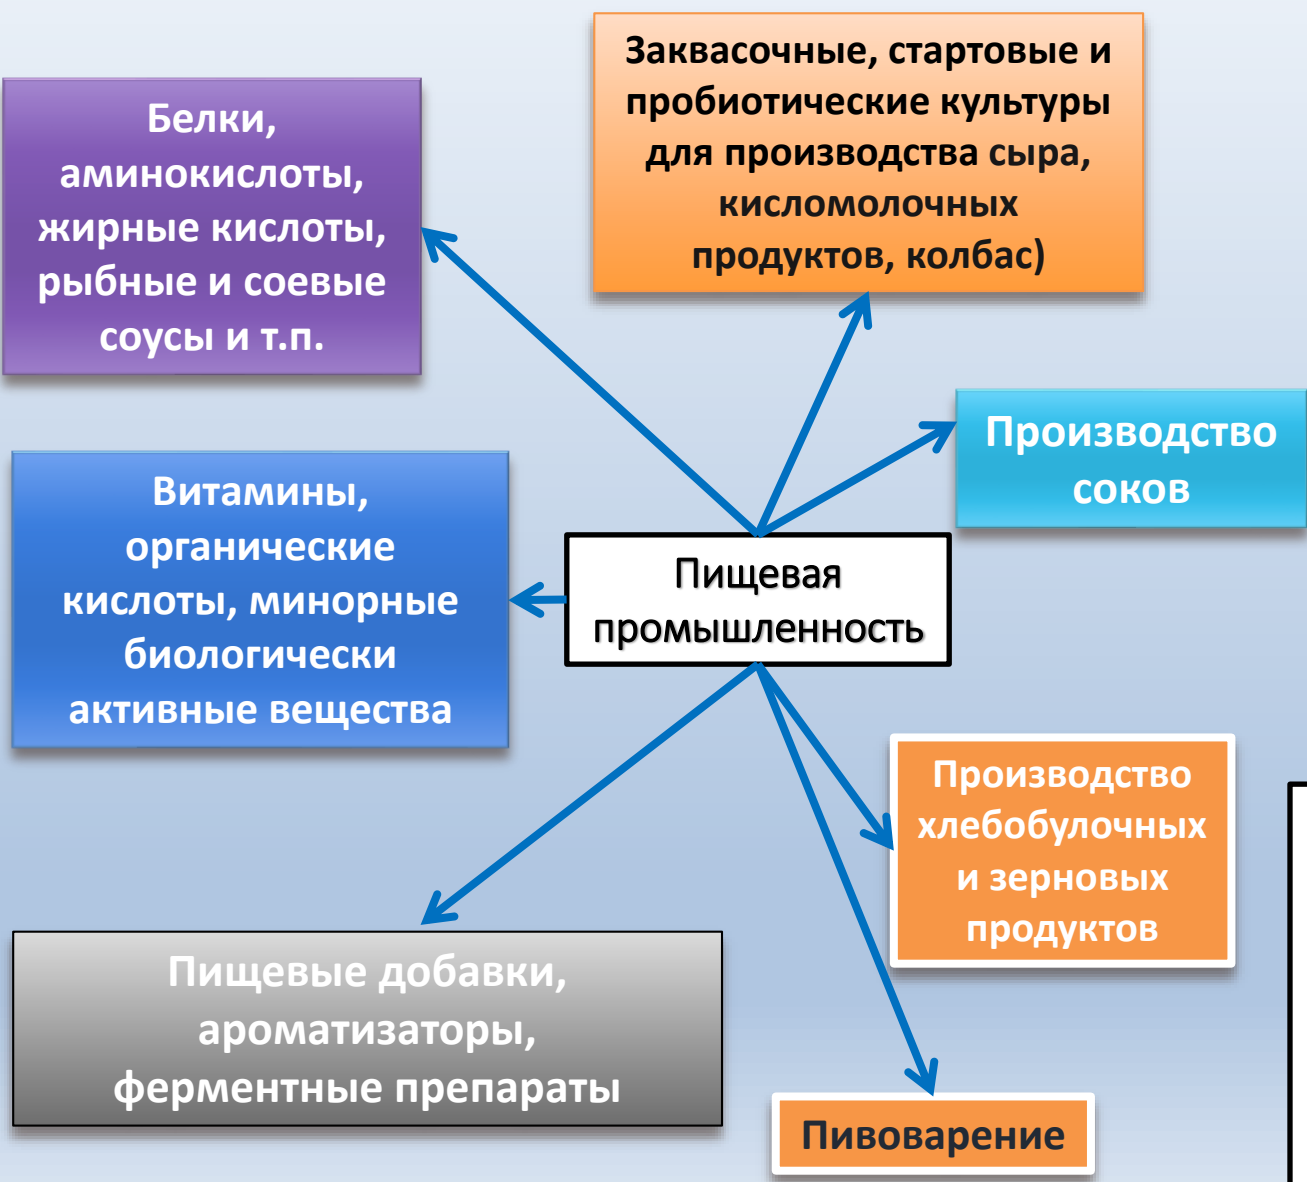 Заквасочные, стартовые и
пробиотические культуры
для производства сыра,
кисломолочных
продуктов, колбас)
Белки,
аминокислоты,
жирные кислоты,
рыбные и соевые
соусы и т.п.
Производство
соков
Витамины,
органические
кислоты, минорные
биологически
активные вещества
Пищевая
промышленность
Производство
хлебобулочных
и зерновых
продуктов
Пищевые добавки,
ароматизаторы,
ферментные препараты
Пивоварение